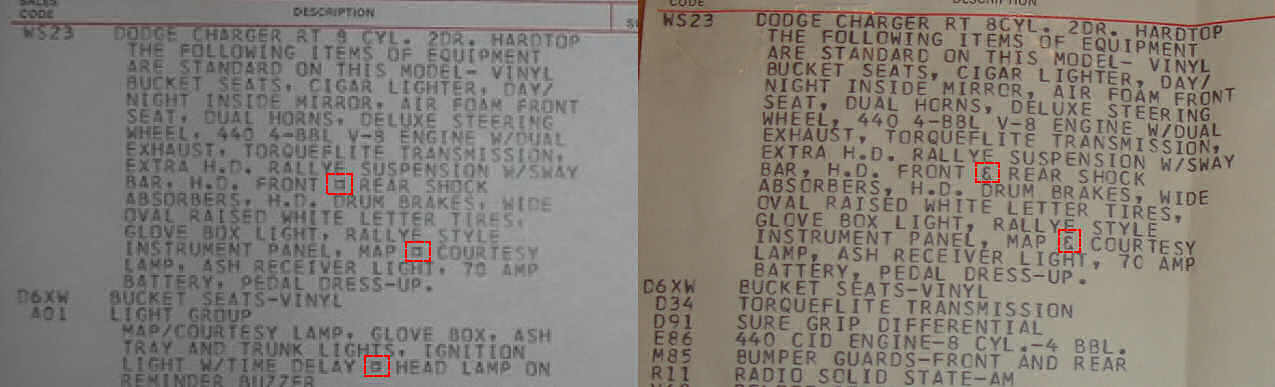 SALES
CODE DESCRIPTION
WS23 DODGE CHARGER RT 9 CYL. 2DR. HARDTOP
THE FOLLOWING ITEMS OF EQUIPMENT
ARE STANDARD ON THIS MODEL- VINYL
BUCKET SEATS, CIGAR LIGHTER, DAY/
NIGHT INSIDE MIRROR, AIR FOAM FRONT
SEAT, DUAL HORNS, DELUXE STEERING
WHEEL, 440 4-BBL V-8 ENGINE W/DUAL
EXHAUST, TORQUEFLITE TRANSMISSION,
EXTRA H.D. RALLYE SUSPENSION W/SWAY
BAR, H.D. FRONT ¤ REAR SHOCK
ABSORBERS, H.D. DRUM BRAKES, WIDE
OVAL RAISED WHITE LETTER TIRES,
GLOVE BOX LIGHT, RALLYE STYLE
INSTRUMENT PANEL, MAP ¤ COURTESY
LAMP, ASH RECEIVER LIGHT, 70 AMP
BATTERY, PEDAL DRESS-UP.
D6XW BUCKET SEATS-VINYL
A01 LIGHT GROUP
MAP/COURTESY LAMP, GLOVE BOX, ASH
TRAY AND TRUNK LIGHTS, IGNITION
LIGHT W/TIME DELAY ¤ HEAD LAMP ON
REMINDER BUZZER
CODE DESCRIPTION
WS23 DODGE CHARGER RT 8CYL. 2DR. HARDTOP
THE FOLLOWING ITEMS OF EQUIPMENT
ARE STANDARD ON THIS MODEL- VINYL
BUCKET SEATS, CIGAR LIGHTER, DAY/
NIGHT INSIDE MIRROR, AIR FOAM FRONT
SEAT, DUAL HORNS, DELUXE STEERING
WHEEL, 440 4-BBL V-8 ENGINE W/DUAL
EXHAUST, TORQUEFLITE TRANSMISSION,
EXTRA H.D. RALLYE SUSPENSION W/SWAY
BAR, H.D. FRONT & REAR SHOCK
ABSORBERS, H.D. DRUM BRAKES, WIDE
OVAL RAISED WHITE LETTER TIRES,
GLOVE BOX LIGHT, RALLYE STYLE
INSTRUMENT PANEL, MAP & COURTESY
LAMP, ASH RECEIVER LIGHT, 70 AMP
BATTERY, PEDAL DRESS-UP.
D6XW BUCKET SEATS-VINYL
D34 TORQUEFLITE TRANSMISSION
D91 SURE GRIP DIFFERENTIAL
E86 440 CID ENGINE-8 CYL.-4 BBL.
M85 BUMPER GUARDS-FRONT AND REAR
R11 RADIO SOLID STATE-AM